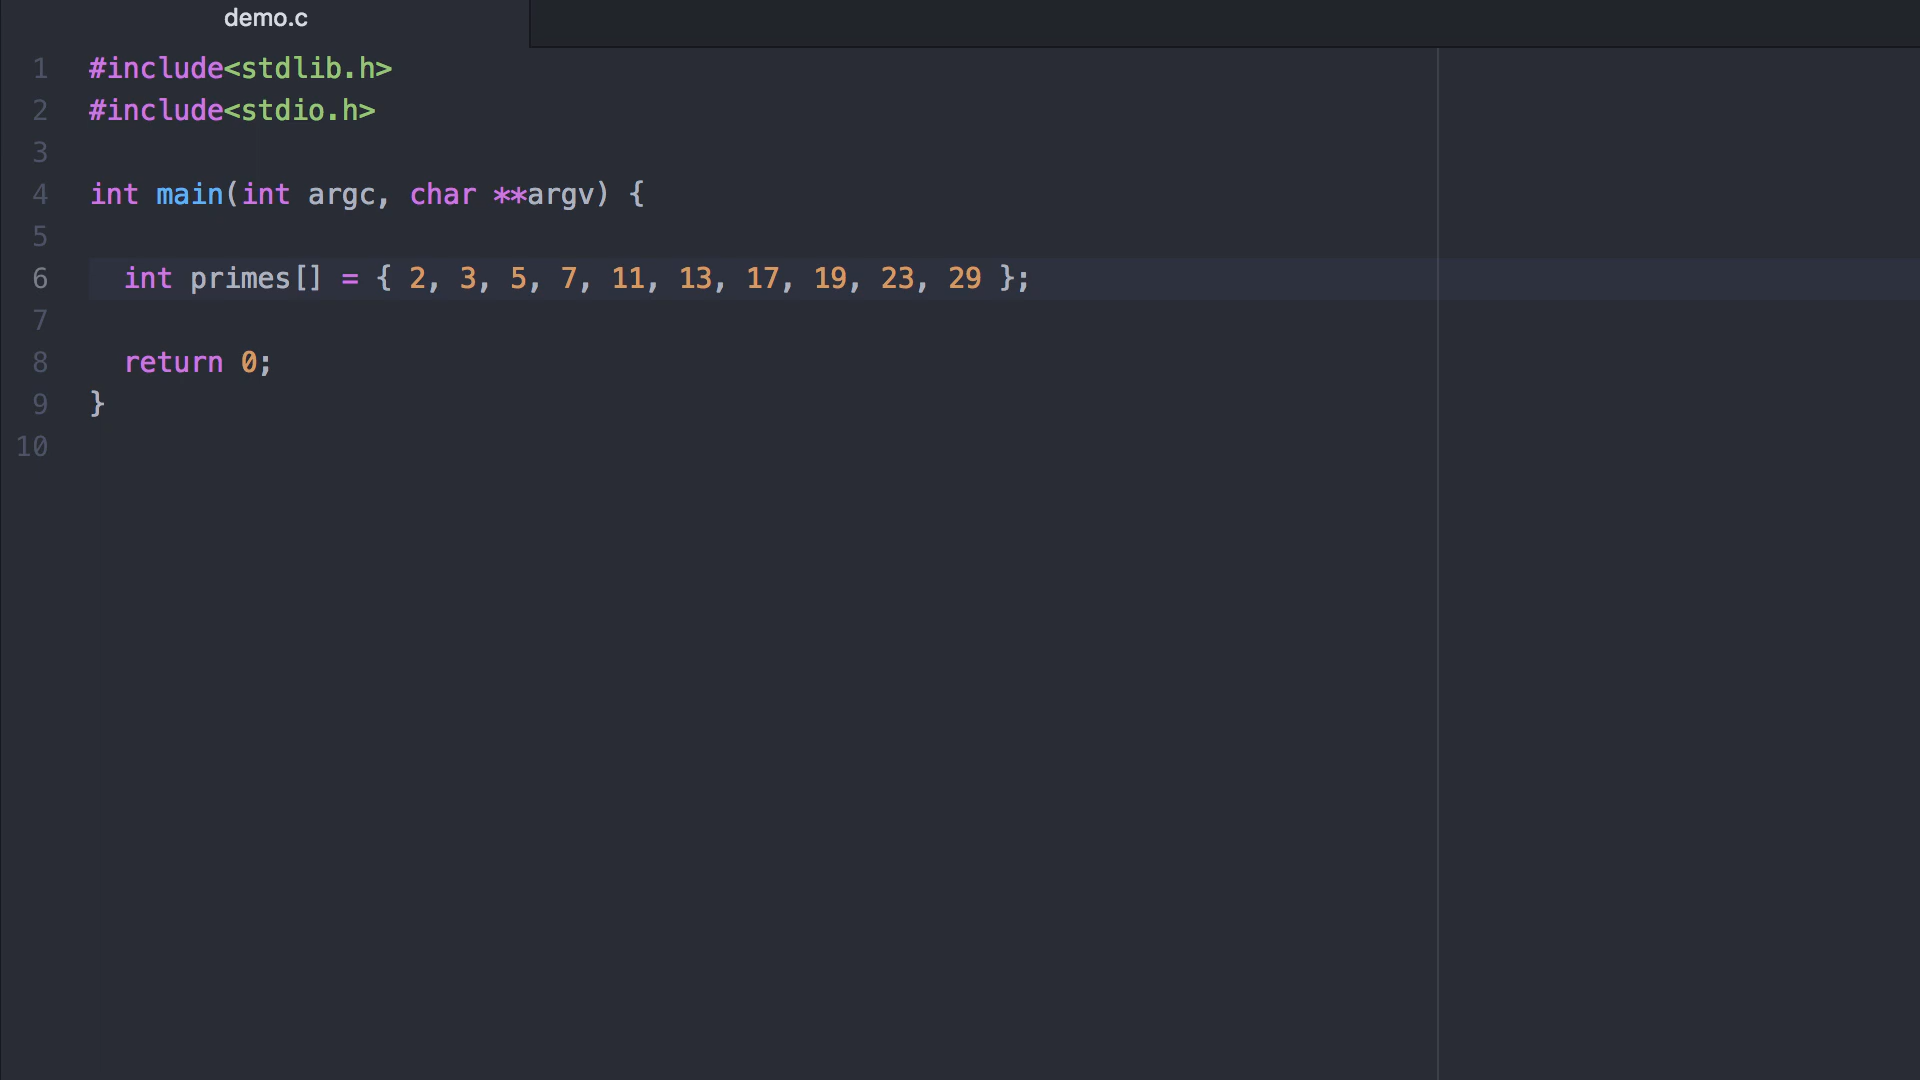 demo.c
1 #include<stdlib.h>
2 #include<stdio.h>
3
4 int main(int argc, char **argv) {
5
6   int primes[] = { 2, 3, 5, 7, 11, 13, 17, 19, 23, 29 };
7
8   return 0;
9 }
10